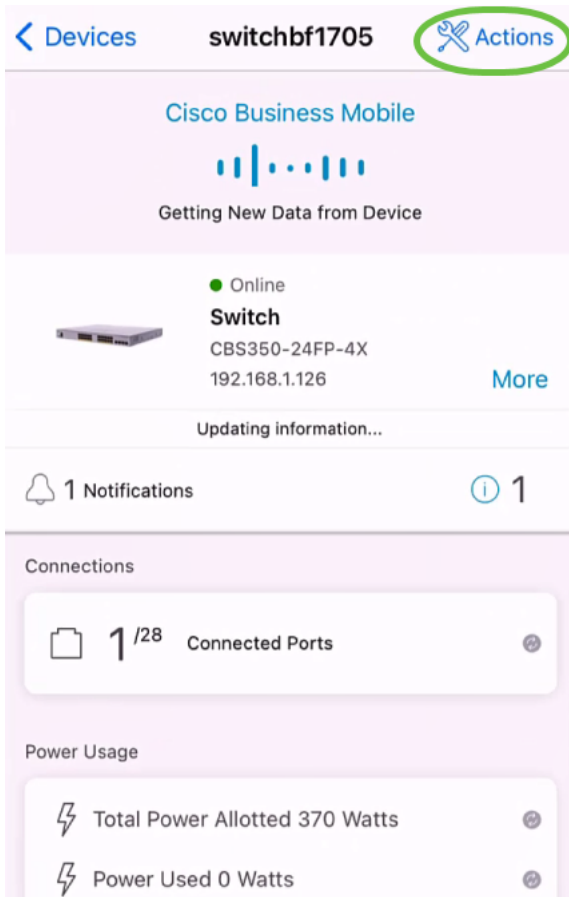 Devices switchbf1705 Actions
Cisco Business Mobile
Getting New Data from Device
Online
Switch
CBS350-24FP-4X
192.168.1.126 More
Updating information...
1 Notifications 1
Connections
1/28 Connected Ports
Power Usage
Total Power Allotted 370 Watts
Power Used 0 Watts